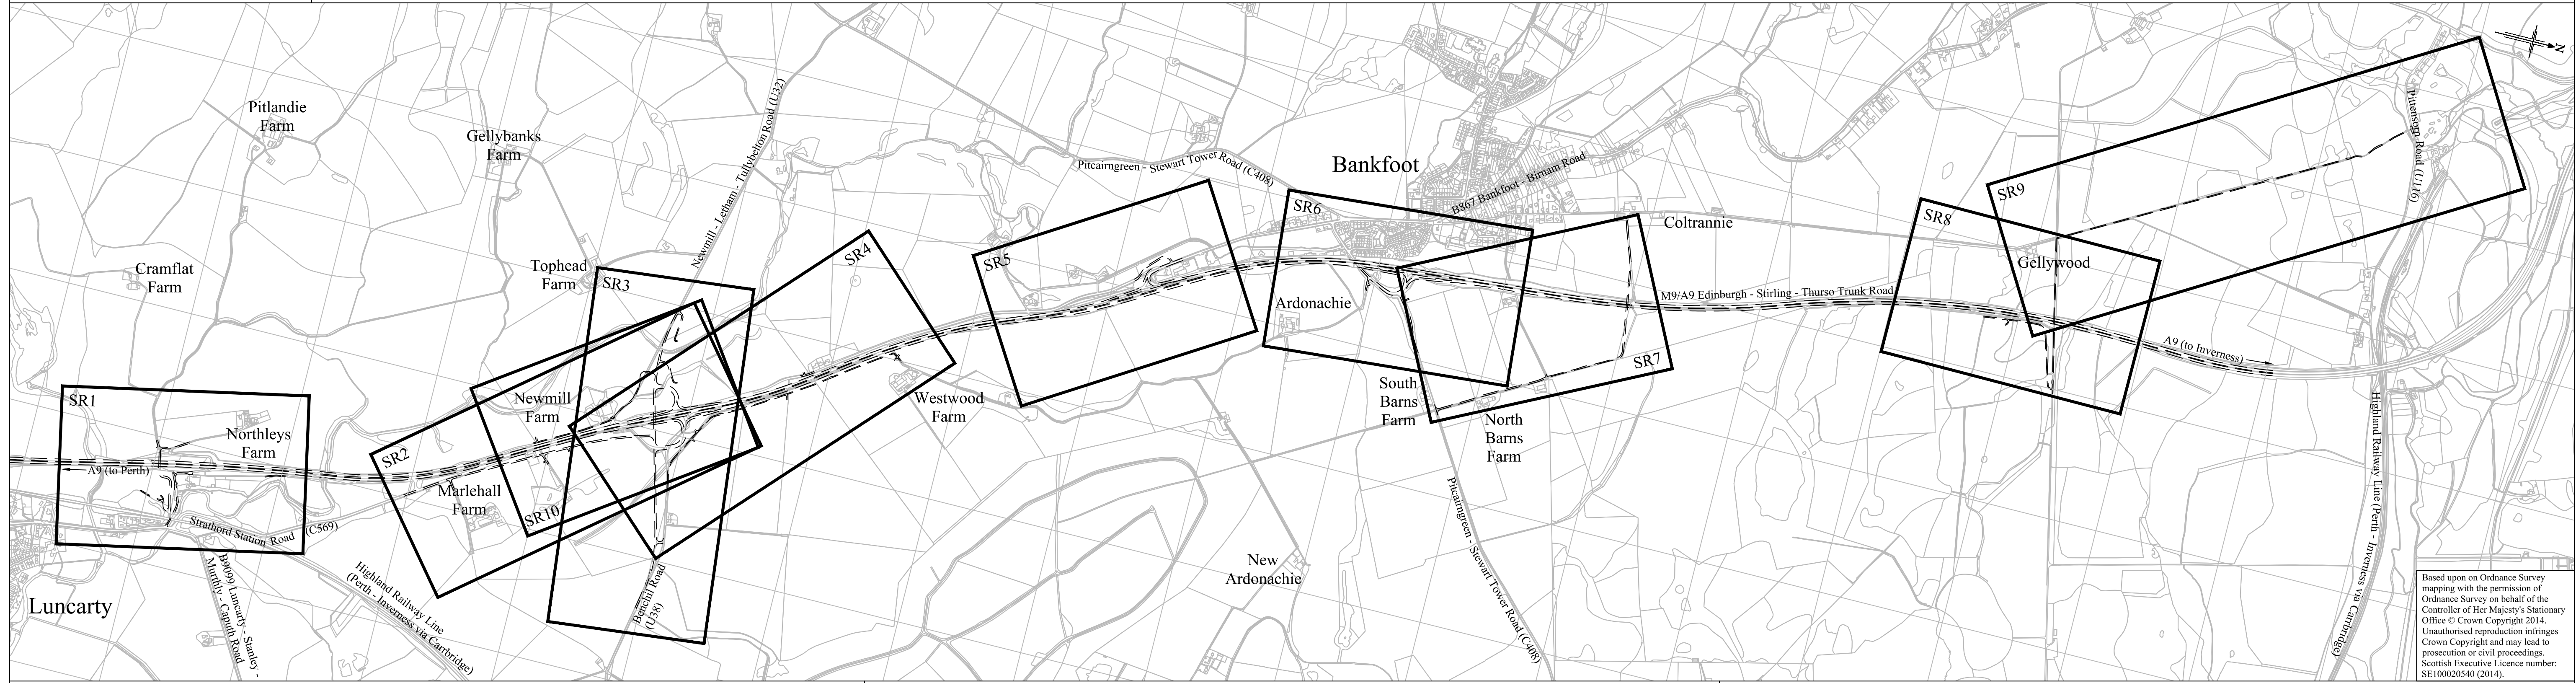 Pitlandie
Farm
Gellybanks
Farm
Newmill - Letham - Tullybelton Road (U32)
Pitcairngreen - Stewart Tower Road (C408)
Bankfoot
B867 Bankfoot - Birnam Road
Pittensorn Road (U116)
N
Cramflat
Farm
Tophead
Farm
SR3
SR4
SR5
SR6
Coltrannie
SR8
SR9
Gellywood
Ardonachie
M9/A9 Edinburgh - Stirling - Thurso Trunk Road
A9 (to Inverness)
SR7
SR1
Northleys
Farm
A9 (to Perth)
SR2
Newmill
Farm
Marlehall
Farm
SR10
Westwood
Farm
South
Barns
Farm
North
Barns
Farm
Strathord Station Road (C569)
Highland Railway Line
(Perth - Inverness via Carrbridge)
B9099 Luncarty - Stanley -
Murthly - Caputh Road
Luncarty
Benchil Road
(U38)
New
Ardonachie
Pitcairngreen - Stewart Tower Road (C408)
Highland Railway Line (Perth - Inverness via Carrbridge)
Based upon on Ordnance Survey
mapping with the permission of
Ordnance Survey on behalf of the
Controller of Her Majesty's Stationary
Office © Crown Copyright 2014.
Unauthorised reproduction infringes
Crown Copyright and may lead to
prosecution or civil proceedings.
Scottish Executive Licence number:
SE100020540 (2014).